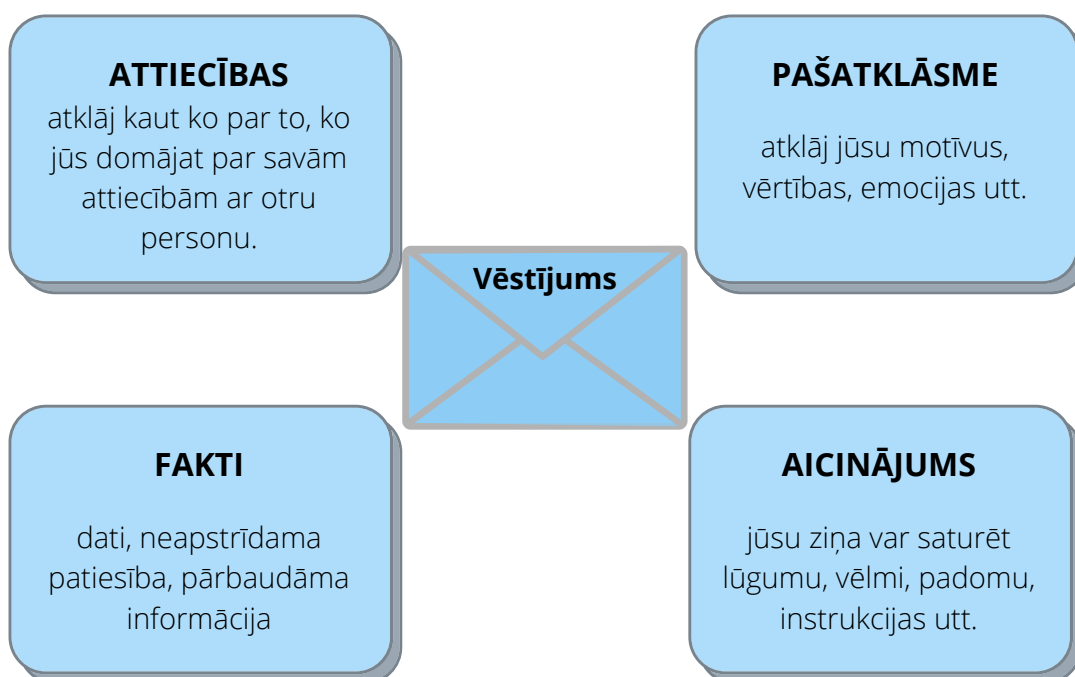 ATTIECĪBAS
atklāj kaut ko par to, ko
jūs domājat par savām
attiecībām ar otru
personu.
PAŠATKLĀSME
atklāj jūsu motīvus,
vērtības, emocijas utt.
Vēstījums
FAKTI
dati, neapstrīdama
patiesība, pārbaudāma
informācija
AICINĀJUMS
jūsu ziņa var saturēt
lūgumu, vēlmi, padomu,
instrukcijas utt.